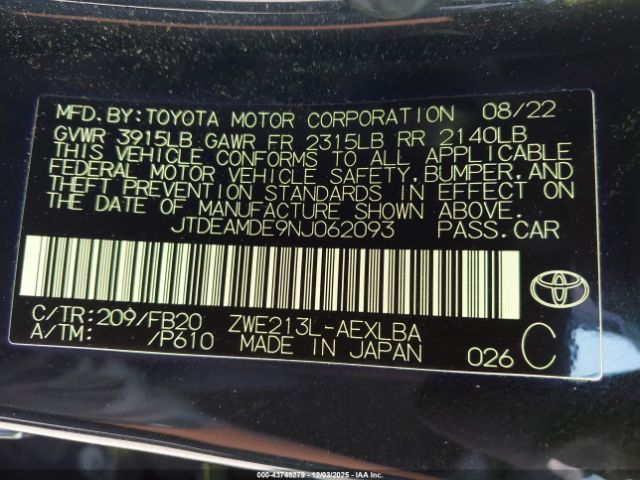 MFD.BY:TOYOTA MOTOR CORPORATION 08/22
GVWR 3915LB GAWR FR 2315LB RR 2140LB
THIS VEHICLE CONFORMS TO ALL APPLICABLE
FEDERAL MOTOR VEHICLE SAFETY,BUMPER,AND
THEFT PREVENTION STANDARDS IN EFFECT ON
THE DATE OF MANUFACTURE SHOWN ABOVE.
JTDEAMDE9NJ062093 PASS.CAR
C/TR:209/FB20 ZWE213L-AEXLBA
A/TM: /P610 MADE IN JAPAN 026 C
000-43748279 - 12/03/2025 - IAAI.COM